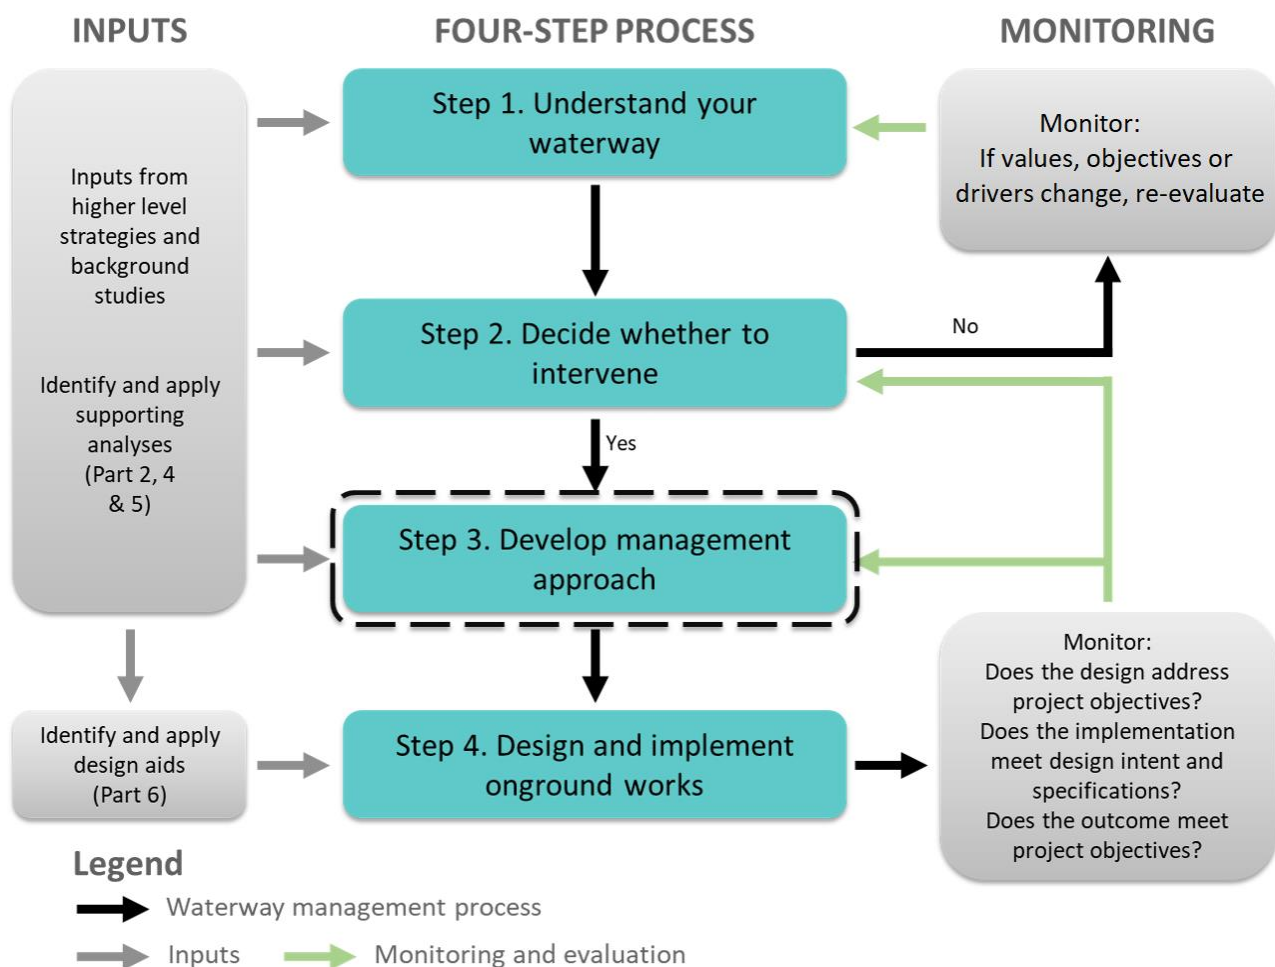 INPUTS
FOUR-STEP PROCESS
MONITORING
Inputs from
higher level
strategies and
background
studies
Identify and apply
supporting
analyses
(Part 2, 4
& 5)
Step 1. Understand your
waterway
Monitor:
If values, objectives or
drivers change, re-evaluate
Step 2. Decide whether to
intervene
No
Yes
Step 3. Develop management
approach
Identify and apply
design aids
(Part 6)
Step 4. Design and implement
onground works
Monitor:
Does the design address
project objectives?
Does the implementation
meet design intent and
specifications?
Does the outcome meet
project objectives?
Legend
Waterway management process
Inputs
Monitoring and evaluation